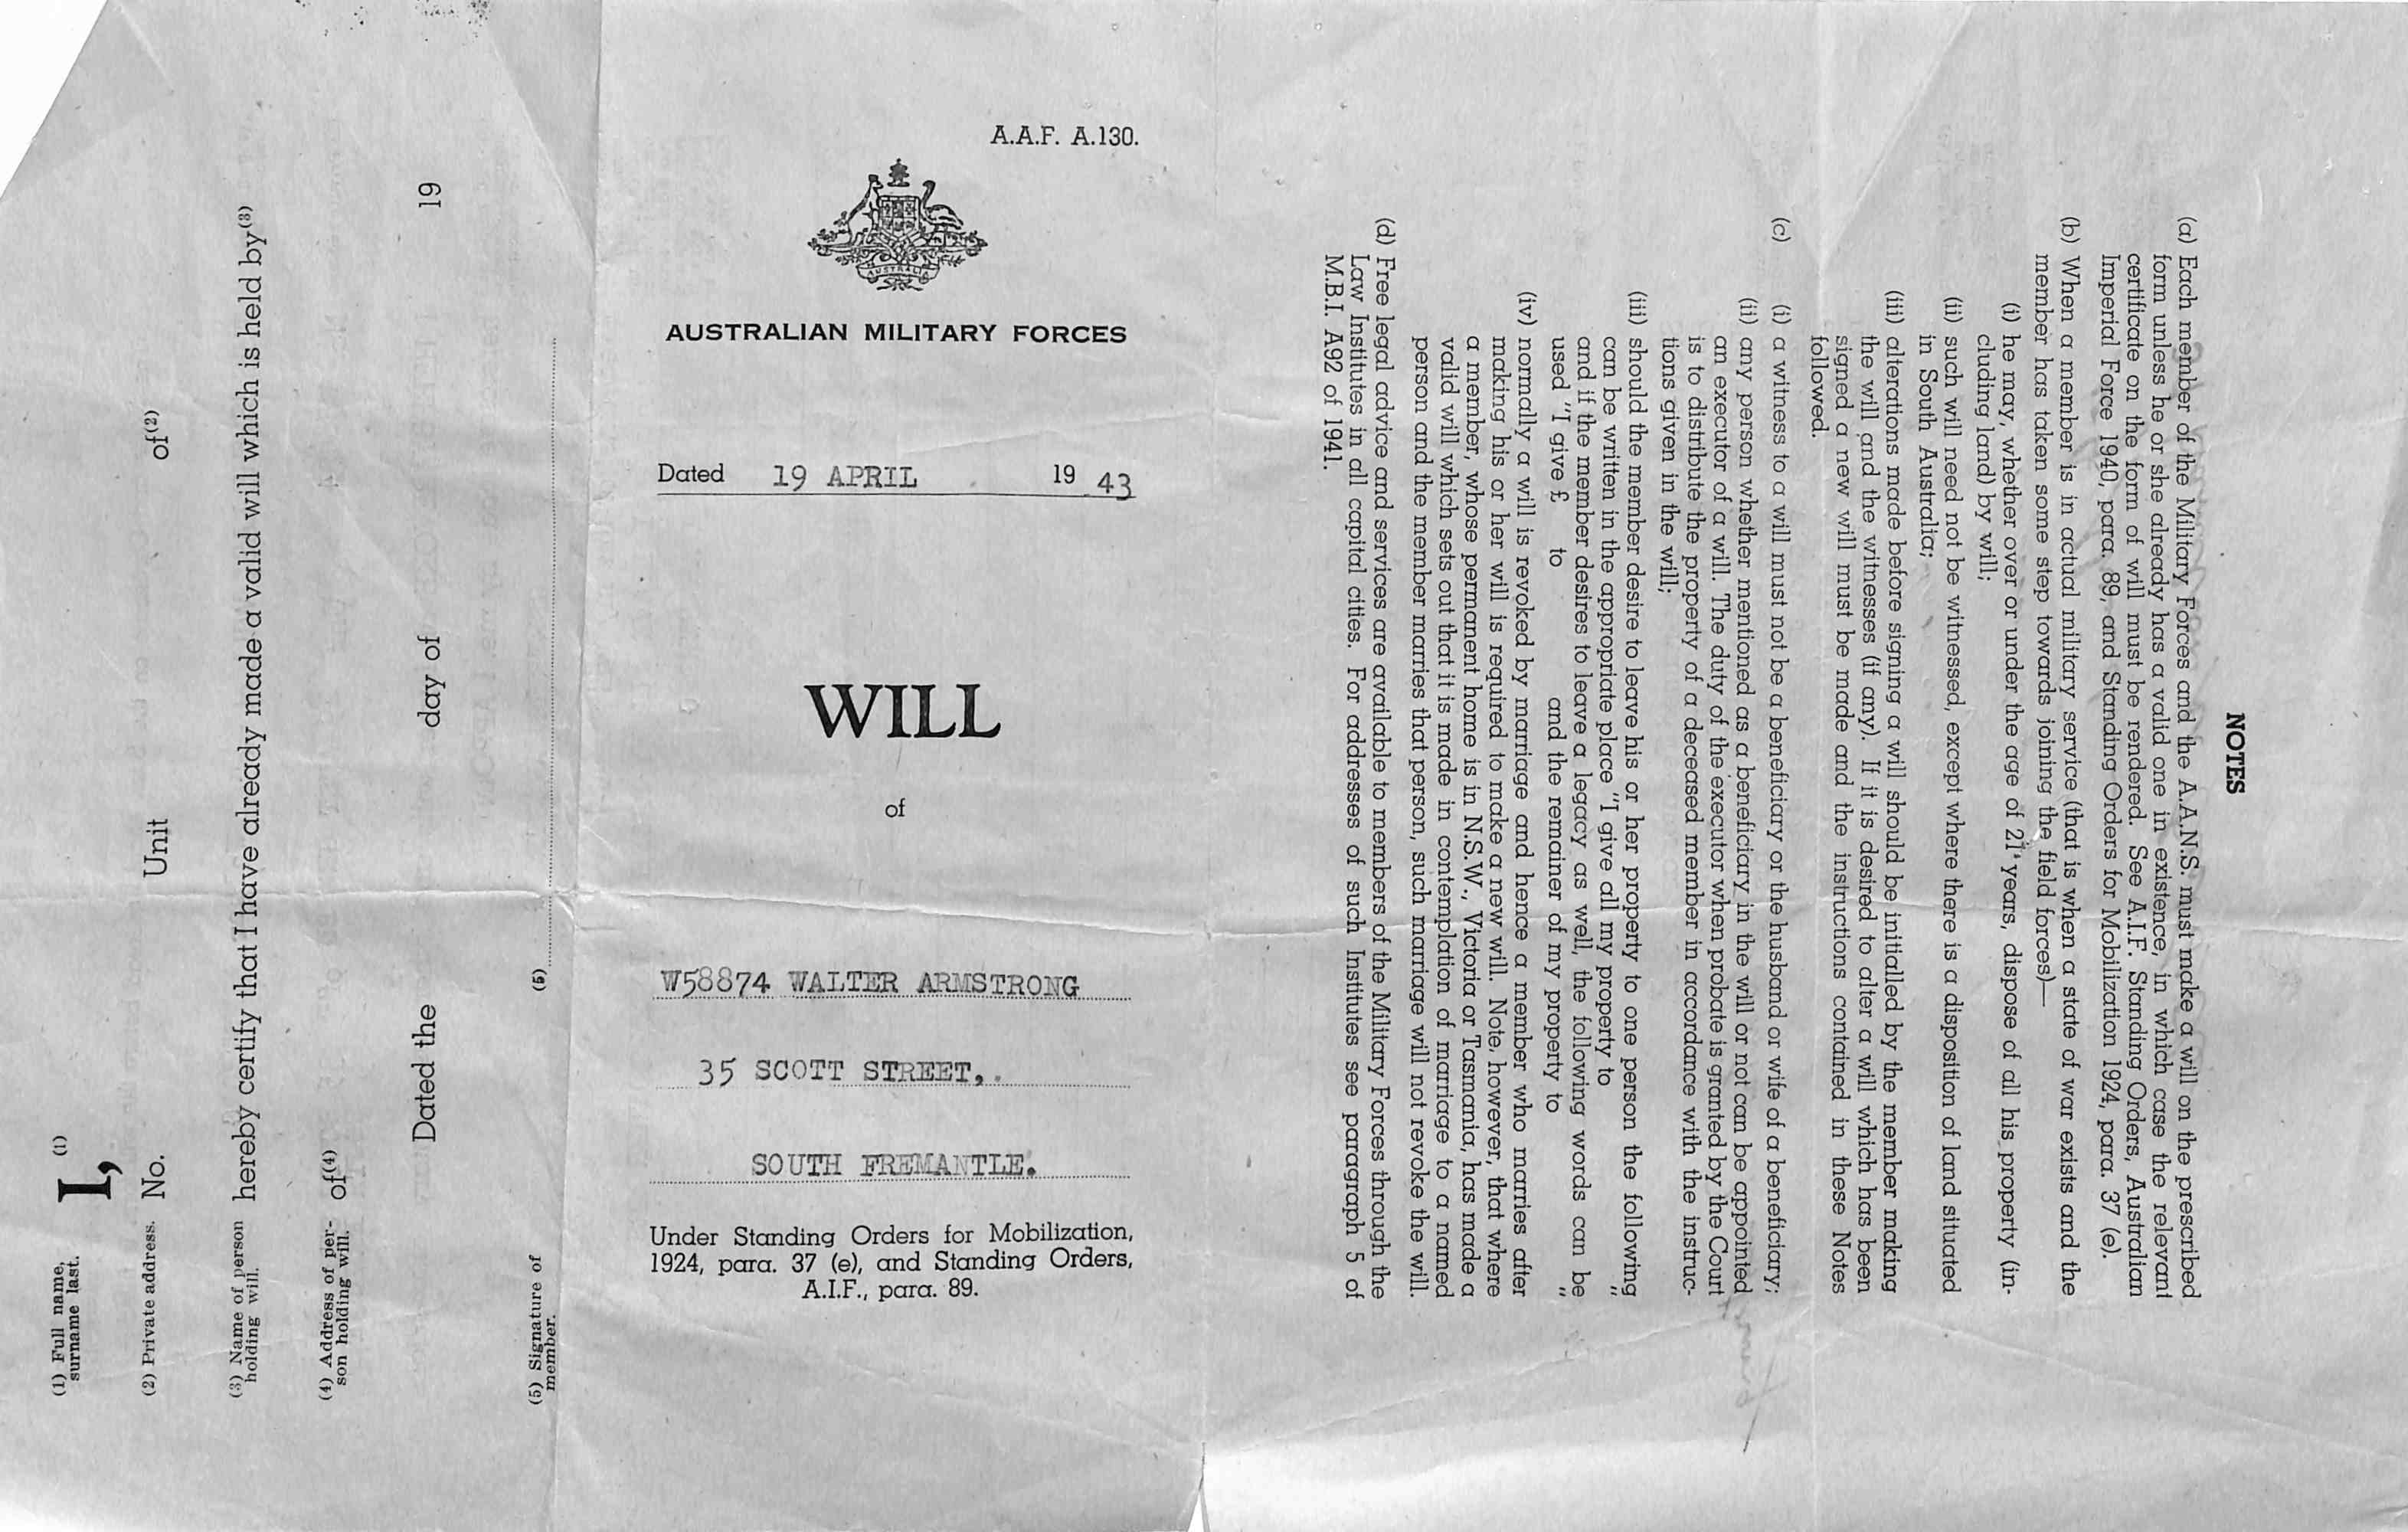 (1) Full name,
surname last.
I, (1)
(2) Private address.
No. Unit of(2)
(3) Name of person
holding will.
hereby certify that I have already made a valid will which is held by(3)
(4) Address of per-
son holding will.
of(4)
Dated the day of 19
(5) Signature of
member.
(5)
A.A.F. A.130.
AUSTRALIA
AUSTRALIAN MILITARY FORCES
Dated 19 APRIL 19 43
WILL
of
W58874 WALTER ARMSTRONG
35 SCOTT STREET,.
SOUTH FREMANTLE.
Under Standing Orders for Mobilization,
1924, para. 37 (e), and Standing Orders,
A.I.F., para. 89.
NOTES
(a) Each member of the Military Forces and the A.A.N.S. must make a will on the prescribed
form unless he or she already has a valid one in existence, in which case the relevant
certificate on the form of will must be rendered. See A.I.F. Standing Orders, Australian
Imperial Force 1940, para. 89, and Standing Orders for Mobilization 1924, para. 37 (e).
(b) When a member is in actual military service (that is when a state of war exists and the
member has taken some step towards joining the field forces)—
(i) he may, whether over or under the age of 21 years, dispose of all his property (in-
cluding land) by will;
(ii) such will need not be witnessed, except where there is a disposition of land situated
in South Australia;
(iii) alterations made before signing a will should be initialled by the member making
the will and the witnesses (if any). If it is desired to alter a will which has been
signed a new will must be made and the instructions contained in these Notes
followed.
(c) (i) a witness to a will must not be a beneficiary or the husband or wife of a beneficiary;
(ii) any person whether mentioned as a beneficiary in the will or not can be appointed
an executor of a will. The duty of the executor when probate is granted by the Court
is to distribute the property of a deceased member in accordance with the instruc-
tions given in the will;
(iii) should the member desire to leave his or her property to one person the following
can be written in the appropriate place "I give all my property to "
and if the member desires to leave a legacy as well, the following words can be
used "I give £ to and the remainer of my property to "
(iv) normally a will is revoked by marriage and hence a member who marries after
making his or her will is required to make a new will. Note, however, that where
a member, whose permanent home is in N.S.W., Victoria or Tasmania, has made a
valid will which sets out that it is made in contemplation of marriage to a named
person and the member marries that person, such marriage will not revoke the will.
(d) Free legal advice and services are available to members of the Military Forces through the
Law Institutes in all capital cities. For addresses of such Institutes see paragraph 5 of
M.B.I. A92 of 1941.